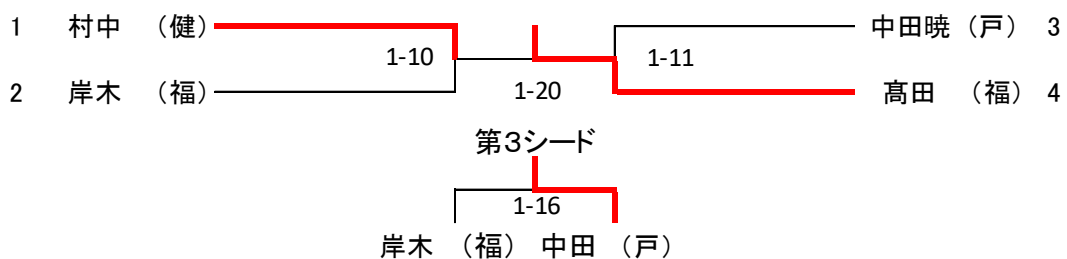 1 村中 （健） 中田暁（戸） 3
1-10 1-11
2 岸木 （福） 1-20 髙田 （福） 4
第3シード
1-16
岸木 （福） 中田 （戸）